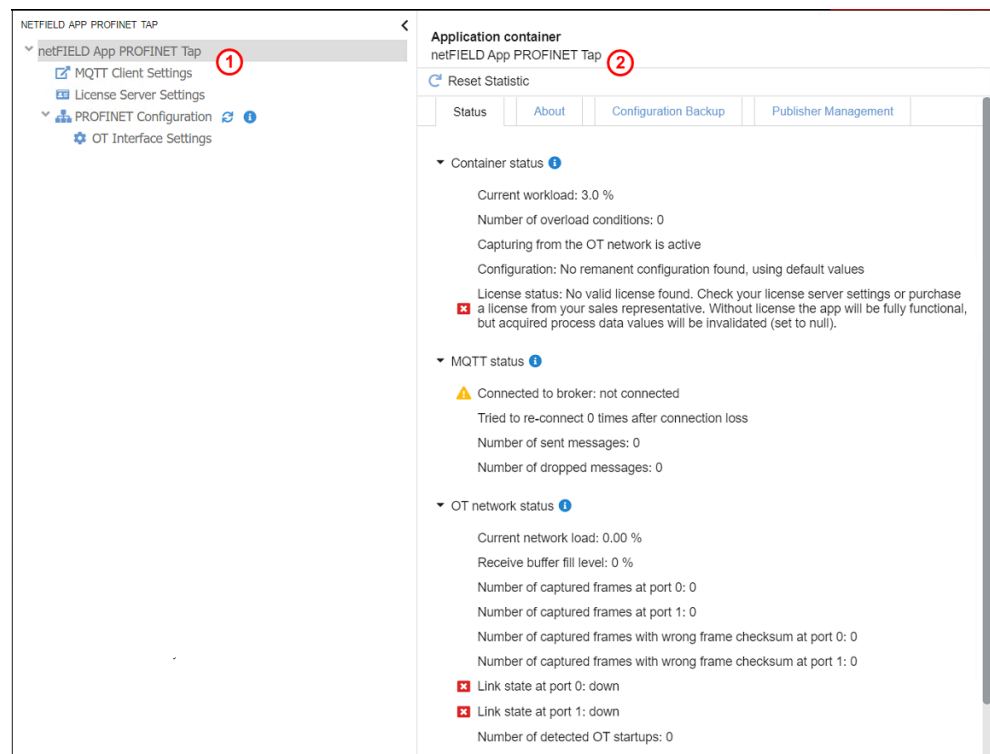 NETFIELD APP PROFINET TAP
netFIELD App PROFINET Tap
1
MQTT Client Settings
License Server Settings
PROFINET Configuration
OT Interface Settings
Application container
netFIELD App PROFINET Tap
2
Reset Statistic
Status About Configuration Backup Publisher Management
Container status
Current workload: 3.0 %
Number of overload conditions: 0
Capturing from the OT network is active
Configuration: No remanent configuration found, using default values
License status: No valid license found. Check your license server settings or purchase
a license from your sales representative. Without license the app will be fully functional,
but acquired process data values will be invalidated (set to null).
MQTT status
Connected to broker: not connected
Tried to re-connect 0 times after connection loss
Number of sent messages: 0
Number of dropped messages: 0
OT network status
Current network load: 0.00 %
Receive buffer fill level: 0 %
Number of captured frames at port 0: 0
Number of captured frames at port 1: 0
Number of captured frames with wrong frame checksum at port 0: 0
Number of captured frames with wrong frame checksum at port 1: 0
Link state at port 0: down
Link state at port 1: down
Number of detected OT startups: 0